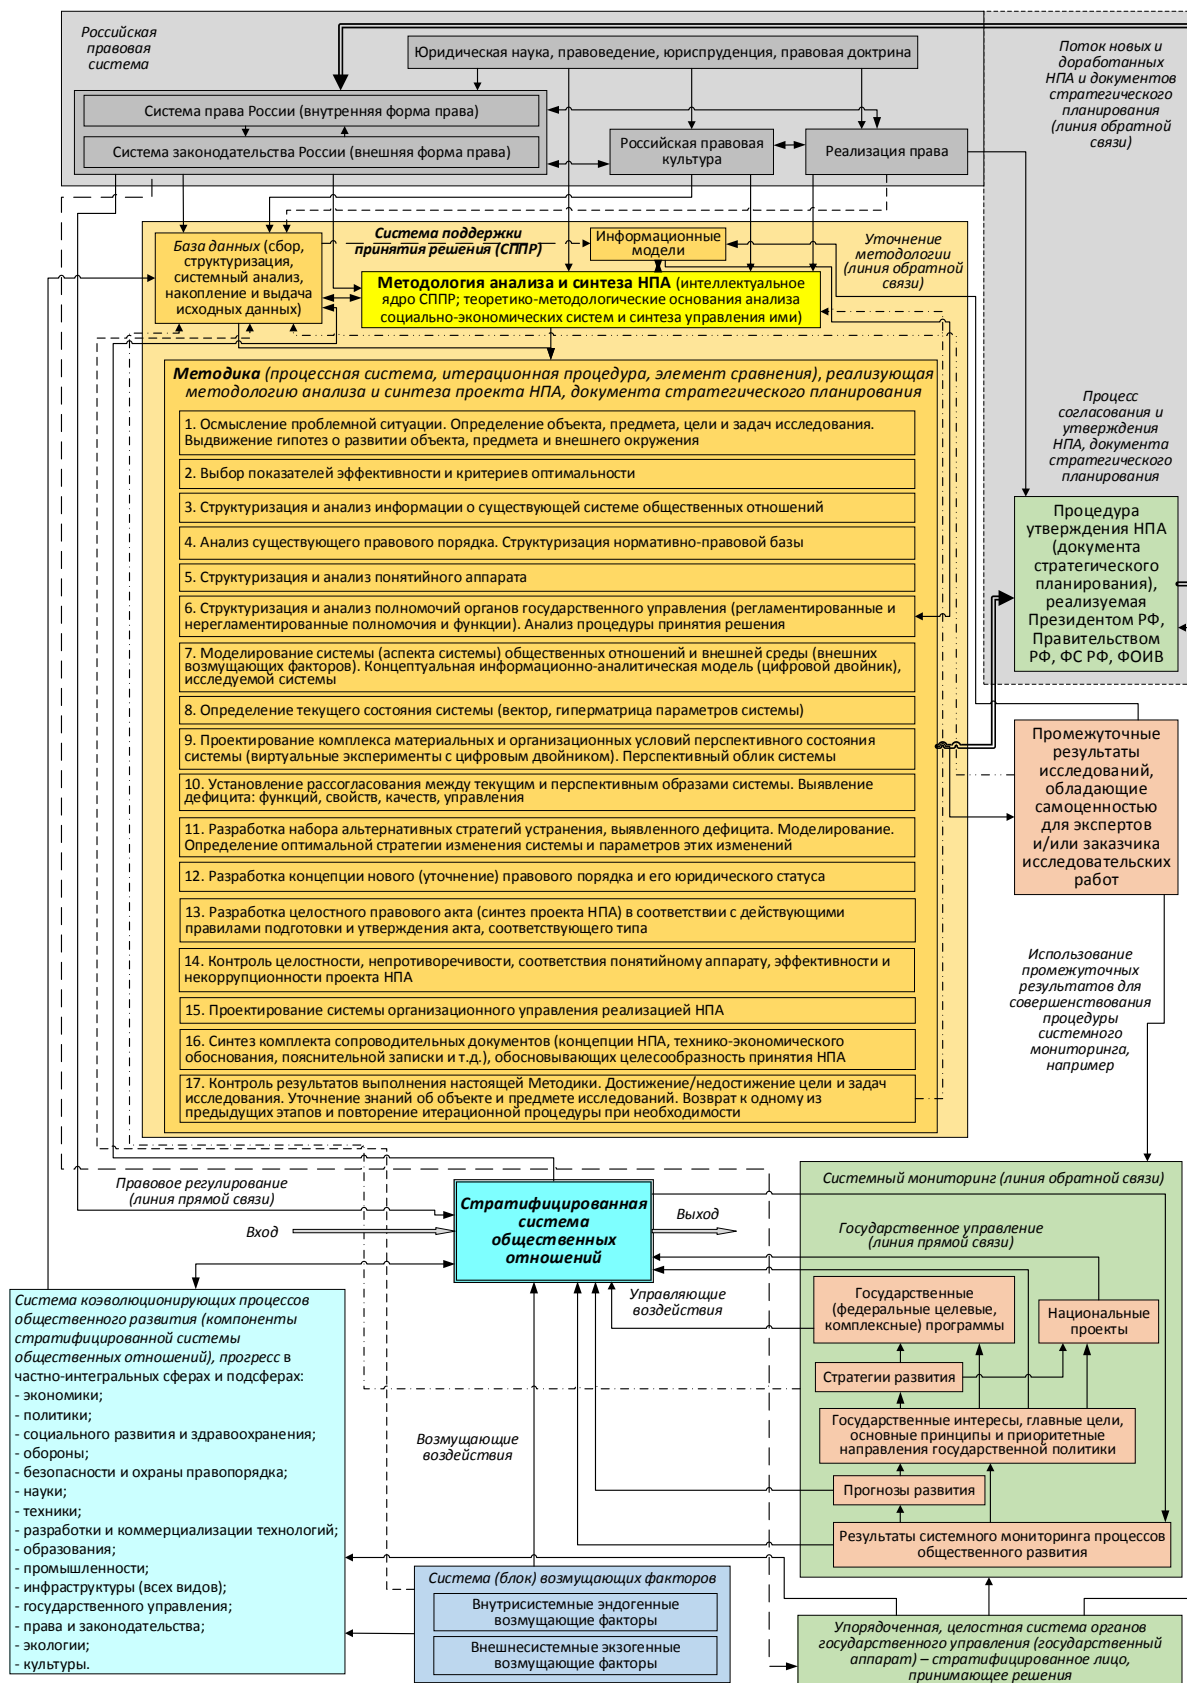 Российская
правовая
система
Юридическая наука, правоведение, юриспруденция, правовая доктрина
Система права России (внутренняя форма права)
Система законодательства России (внешняя форма права)
Российская правовая
культура
Реализация права
Поток новых и
доработанных
НПА и документов
стратегического
планирования
(линия обратной
связи)
База данных (сбор,
структуризация,
системный анализ,
накопление и выдача
исходных данных)
Система поддержки
принятия решения (СППР)
Информационные
модели
Уточнение
методологии
(линия обратной
связи)
Методология анализа и синтеза НПА (интеллектуальное
ядро СППР; теоретико-методологические основания анализа
социально-экономических систем и синтеза управления ими)
Методика (процессная система, итерационная процедура, элемент сравнения), реализующая
методологию анализа и синтеза проекта НПА, документа стратегического планирования
1. Осмысление проблемной ситуации. Определение объекта, предмета, цели и задач исследования.
Выдвижение гипотез о развитии объекта, предмета и внешнего окружения
2. Выбор показателей эффективности и критериев оптимальности
3. Структуризация и анализ информации о существующей системе общественных отношений
4. Анализ существующего правового порядка. Структуризация нормативно-правовой базы
5. Структуризация и анализ понятийного аппарата
6. Структуризация и анализ полномочий органов государственного управления (регламентированные и
нерегламентированные полномочия и функции). Анализ процедуры принятия решения
7. Моделирование системы (аспекта системы) общественных отношений и внешней среды (внешних
возмущающих факторов). Концептуальная информационно-аналитическая модель (цифровой двойник),
исследуемой системы
8. Определение текущего состояния системы (вектор, гиперматрица параметров системы)
9. Проектирование комплекса материальных и организационных условий перспективного состояния
системы (виртуальные эксперименты с цифровым двойником). Перспективный облик системы
10. Установление рассогласования между текущим и перспективным образами системы. Выявление
дефицита: функций, свойств, качеств, управления
11. Разработка набора альтернативных стратегий устранения, выявленного дефицита. Моделирование.
Определение оптимальной стратегии изменения системы и параметров этих изменений
12. Разработка концепции нового (уточнение) правового порядка и его юридического статуса
13. Разработка целостного правового акта (синтез проекта НПА) в соответствии с действующими
правилами подготовки и утверждения акта, соответствующего типа
14. Контроль целостности, непротиворечивости, соответствия понятийному аппарату, эффективности и
некоррупционности проекта НПА
15. Проектирование системы организационного управления реализацией НПА
16. Синтез комплекта сопроводительных документов (концепции НПА, технико-экономического
обоснования, пояснительной записки и т.д.), обосновывающих целесообразность принятия НПА
17. Контроль результатов выполнения настоящей Методики. Достижение/недостижение цели и задач
исследования. Уточнение знаний об объекте и предмете исследований. Возврат к одному из
предыдущих этапов и повторение итерационной процедуры при необходимости
Процесс
согласования и
утверждения
НПА, документа
стратегического
планирования
Процедура
утверждения НПА
(документа
стратегического
планирования),
реализуемая
Президентом РФ,
Правительством
РФ, ФС РФ, ФОИВ
Промежуточные
результаты
исследований,
обладающие
самоценностью
для экспертов
и/или заказчика
исследовательских
работ
Использование
промежуточных
результатов для
совершенствования
процедуры
системного
мониторинга,
например
Правовое регулирование
(линия прямой связи)
Вход
Стратифицированная
система
общественных
отношений
Выход
Управляющие
воздействия
Возмущающие
воздействия
Системный мониторинг (линия обратной связи)
Государственное управление
(линия прямой связи)
Государственные
(федеральные целевые,
комплексные) программы
Национальные
проекты
Стратегии развития
Государственные интересы, главные цели,
основные принципы и приоритетные
направления государственной политики
Прогнозы развития
Результаты системного мониторинга процессов
общественного развития
Система коэволюционирующих процессов
общественного развития (компоненты
стратифицированной системы
общественных отношений), прогресс в
частно-интегральных сферах и подсферах:
- экономики;
- политики;
- социального развития и здравоохранения;
- обороны;
- безопасности и охраны правопорядка;
- науки;
- техники;
- разработки и коммерциализации технологий;
- образования;
- промышленности;
- инфраструктуры (всех видов);
- государственного управления;
- права и законодательства;
- экологии;
- культуры.
Система (блок) возмущающих факторов
Внутрисистемные эндогенные
возмущающие факторы
Внешнесистемные экзогенные
возмущающие факторы
Упорядоченная, целостная система органов
государственного управления (государственный
аппарат) – стратифицированное лицо,
принимающее решения